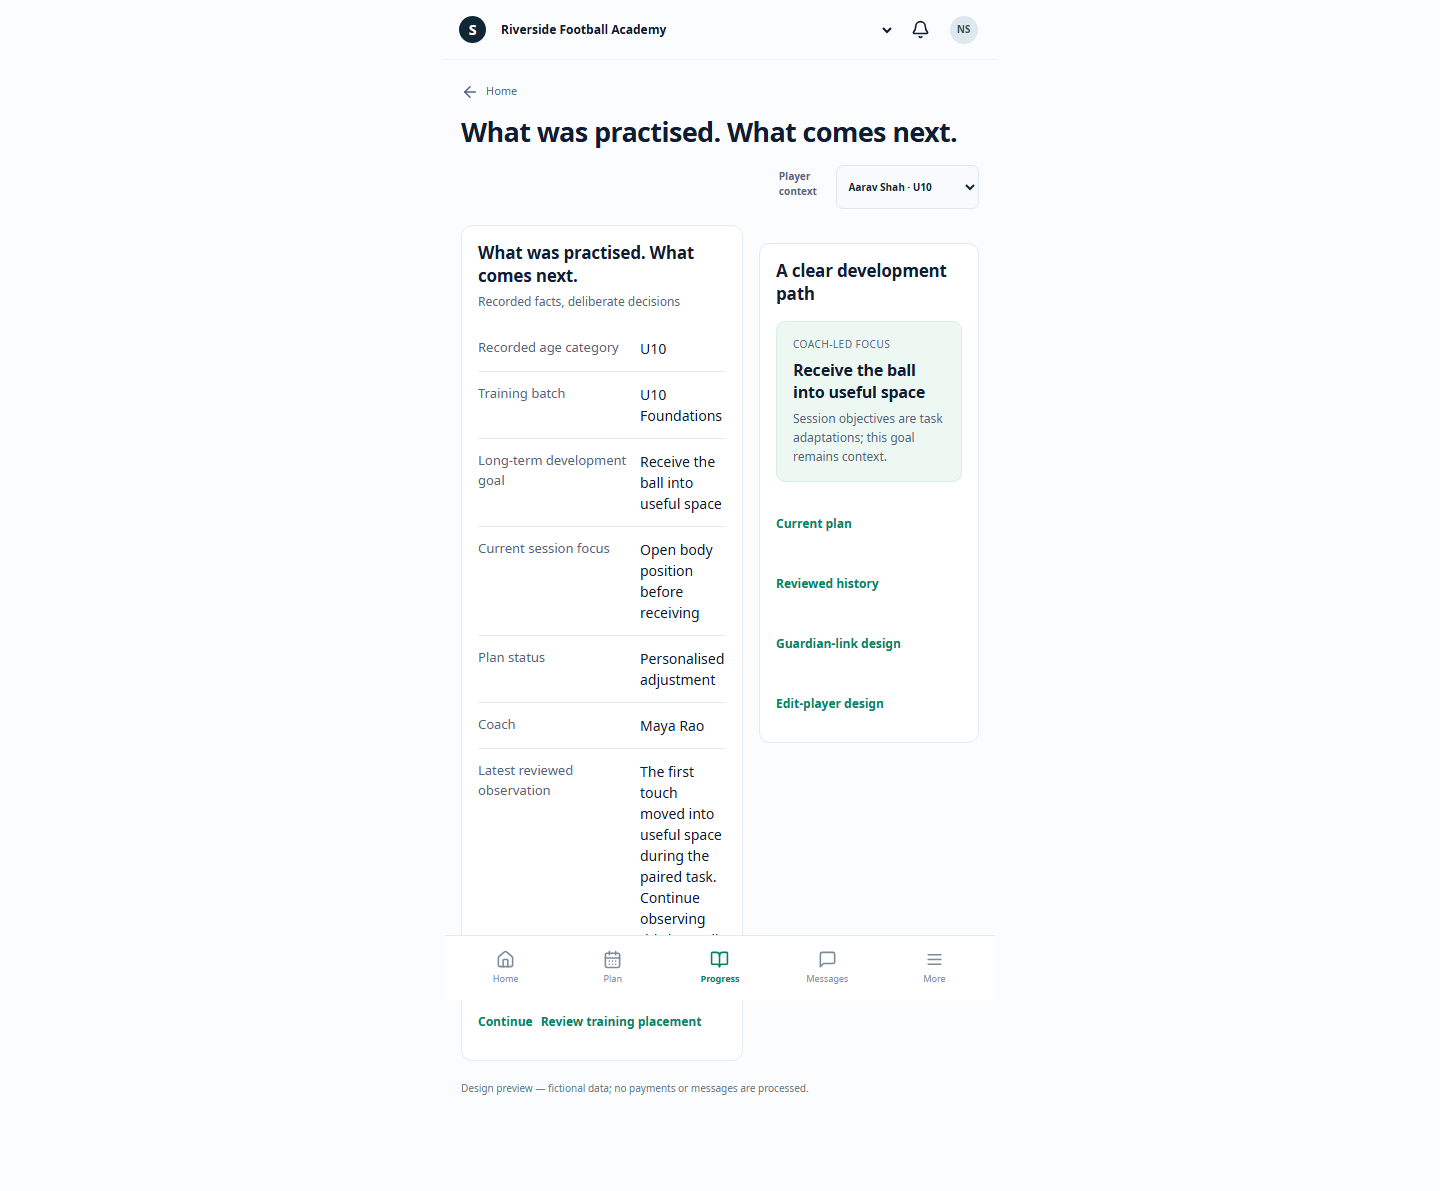 S
Riverside Football Academy
NS
Home
What was practised. What comes next.
Player
context
Aarav Shah · U10
What was practised. What
comes next.
Recorded facts, deliberate decisions
Recorded age category
U10
Training batch
U10
Foundations
Long-term development
goal
Receive the
ball into
useful space
Current session focus
Open body
position
before
receiving
Plan status
Personalised
adjustment
Coach
Maya Rao
Latest reviewed
observation
The first
touch
moved into
useful space
during the
paired task.
Continue
observing
Continue
Review training placement
A clear development
path
COACH-LED FOCUS
Receive the ball
into useful space
Session objectives are task
adaptations; this goal
remains context.
Current plan
Reviewed history
Guardian-link design
Edit-player design
Home
Plan
Progress
Messages
More
Design preview — fictional data; no payments or messages are processed.